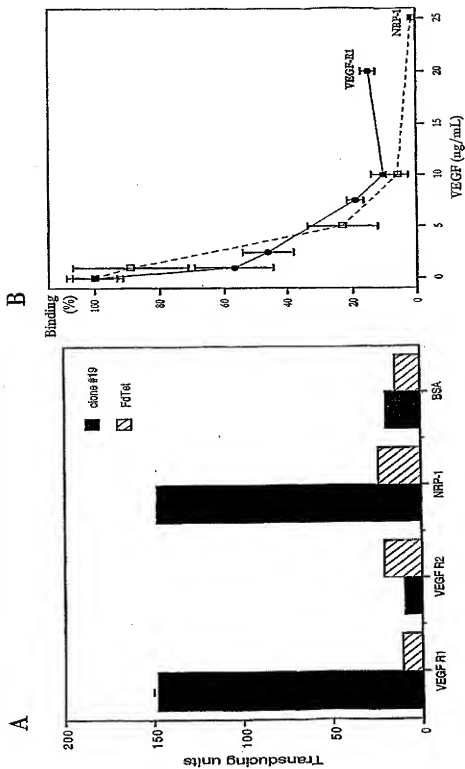 A
Transducing units
200
150
100
50
0
clone #19
FdTet
VEGF R1
VEGF R2
NRP-1
BSA
B
Binding
(%)
100
80
60
40
20
0
VEGF-R1
NRP-1
0
5
10
15
20
25
VEGF (ng/mL)